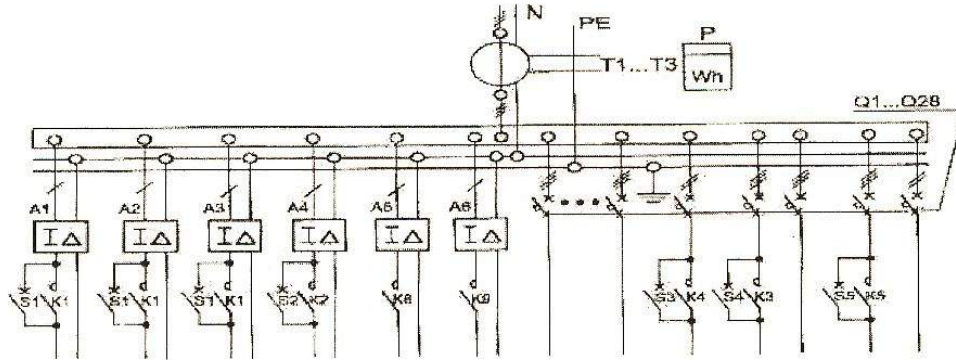 N
PE
P
T1...T3
Wh
Q1...Q28
A1 A2 A3 A4 A5 A6
I Δ I Δ I Δ I Δ I Δ I Δ
S1 K1 S1 K1 S1 K1 S2 K2 K8 K9 S3 K4 S4 K3 S5 K5